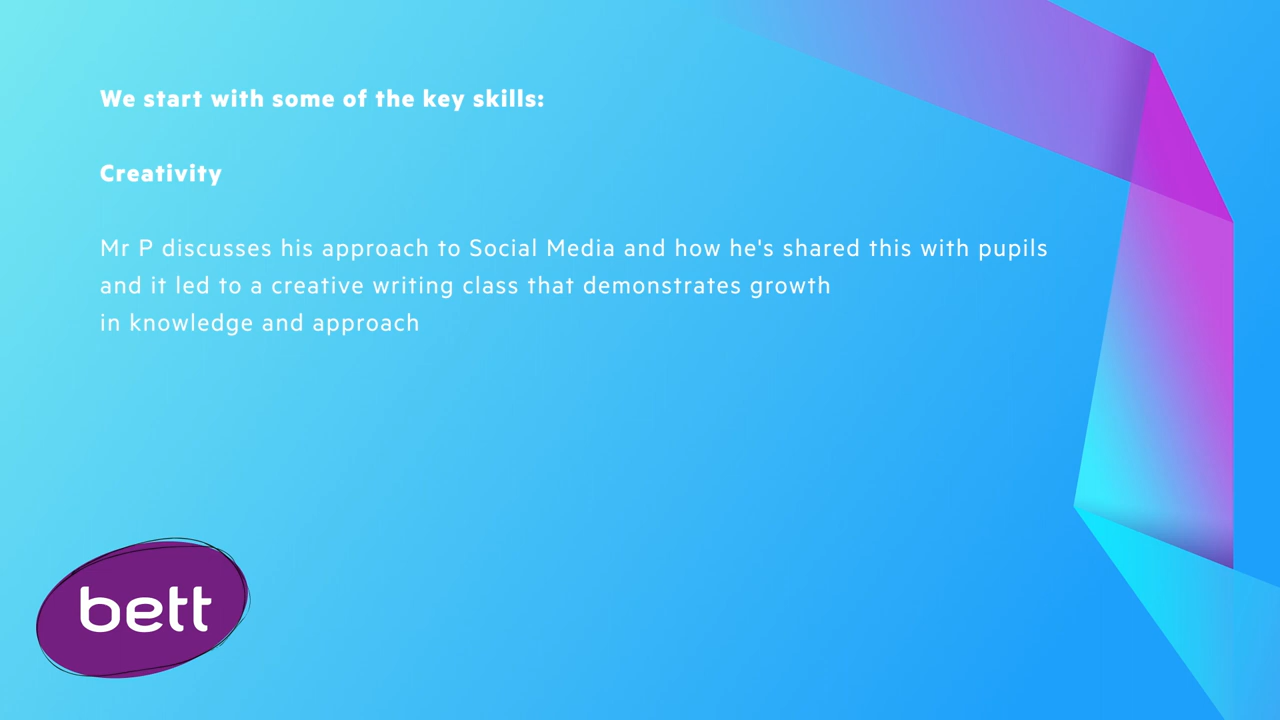 We start with some of the key skills:
Creativity
Mr P discusses his approach to Social Media and how he's shared this with pupils
and it led to a creative writing class that demonstrates growth
in knowledge and approach
bett